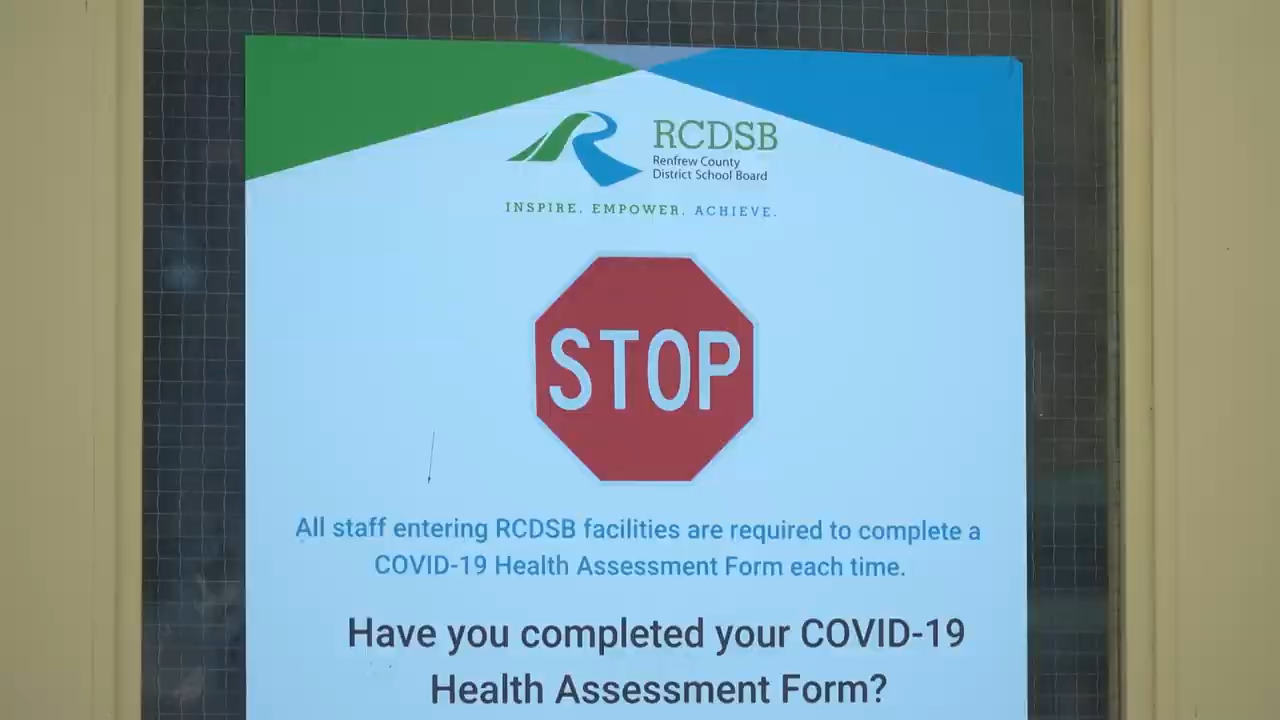 RCDSB
Renfrew County
District School Board
INSPIRE. EMPOWER. ACHIEVE.
STOP
All staff entering RCDSB facilities are required to complete a
COVID-19 Health Assessment Form each time.
Have you completed your COVID-19
Health Assessment Form?